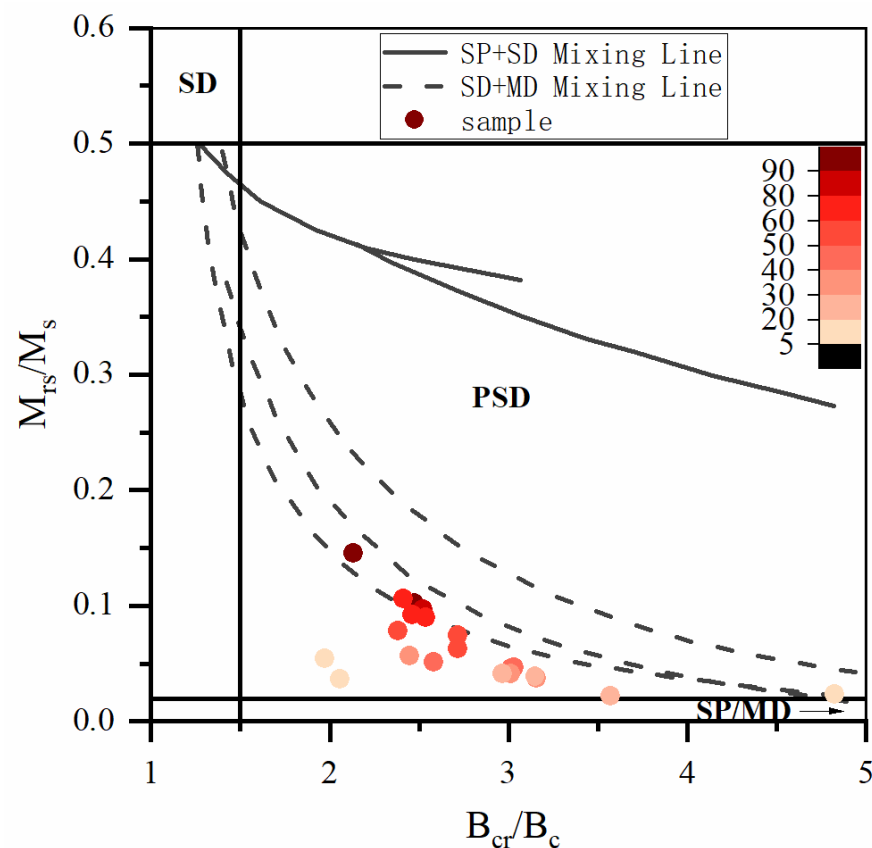 0.6
SD
SP+SD Mixing Line
SD+MD Mixing Line
sample
0.5
90
80
60
50
40
30
20
5
0.4
Mrs/Ms
0.3
PSD
0.2
0.1
0.0
SP/MD
1 2 3 4 5
Bcr/Bc